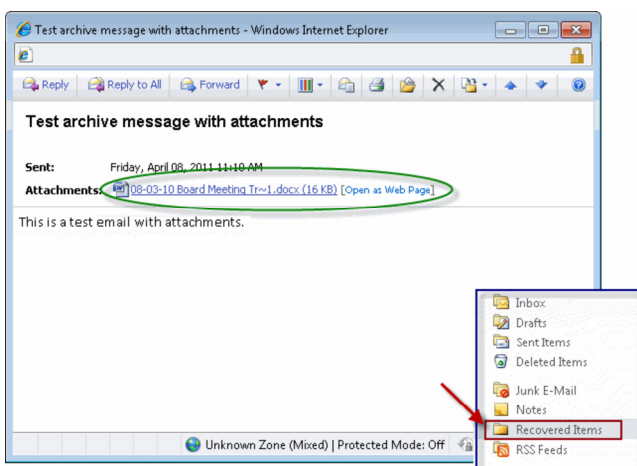 Test archive message with attachments - Windows Internet Explorer
Reply Reply to All Forward
Test archive message with attachments
Sent: Friday, April 08, 2011 11:10 AM
Attachments: 08-03-10 Board Meeting Tr~1.docx (16 KB) [Open as Web Page]
This is a test email with attachments.
Inbox
Drafts
Sent Items
Deleted Items
Junk E-Mail
Notes
Recovered Items
RSS Feeds
Unknown Zone (Mixed) | Protected Mode: Off